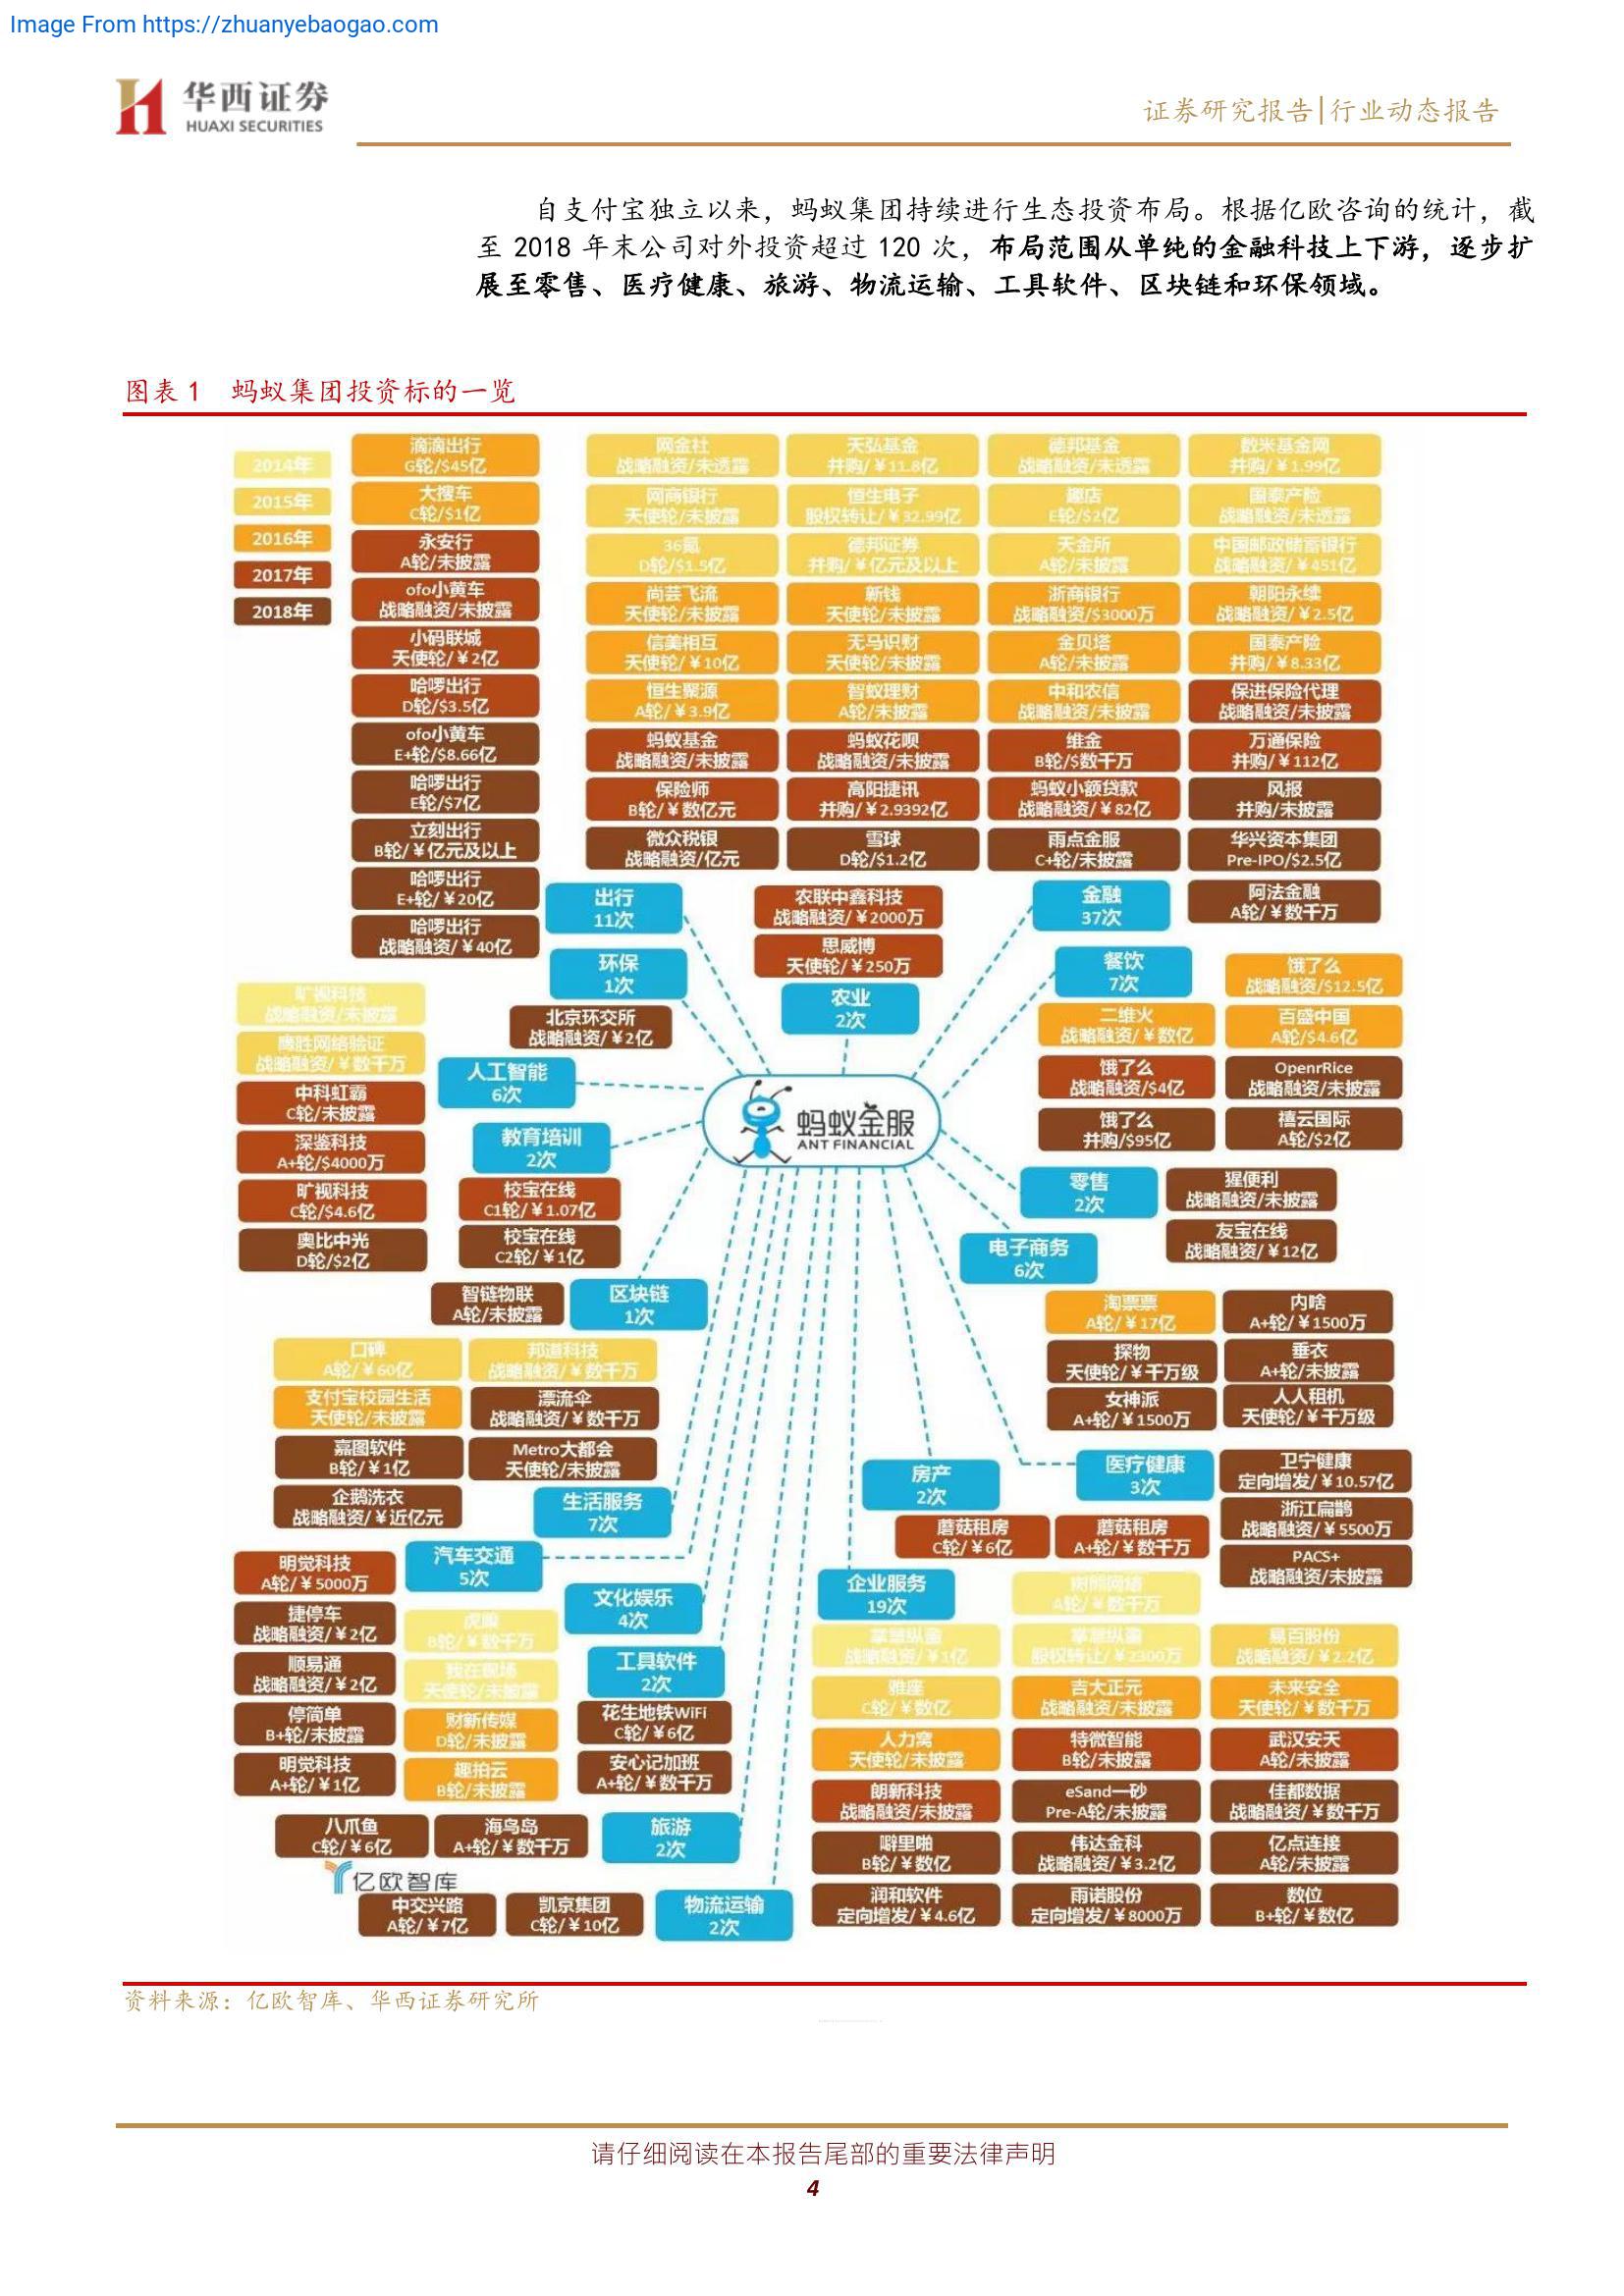 Image From https://zhuanyebaogao.com
华西证券
HUAXI SECURITIES
证券研究报告|行业动态报告
自支付宝独立以来，蚂蚁集团持续进行生态投资布局。根据亿欧咨询的统计，截
至 2018 年末公司对外投资超过 120 次，布局范围从单纯的金融科技上下游，逐步扩
展至零售、医疗健康、旅游、物流运输、工具软件、区块链和环保领域。
图表 1 蚂蚁集团投资标的一览
2014年
2015年
2016年
2017年
2018年
滴滴出行
G轮/$45亿
大搜车
C轮/$1亿
永安行
A轮/未披露
ofo小黄车
战略融资/未披露
小码联城
天使轮/￥2亿
哈啰出行
D轮/$3.5亿
ofo小黄车
E+轮/$8.66亿
哈啰出行
E轮/$7亿
立刻出行
B轮/￥亿元及以上
哈啰出行
E+轮/￥20亿
哈啰出行
战略融资/￥40亿
出行
11次
网金社
战略融资/未透露
天弘基金
并购/￥11.8亿
德邦基金
战略融资/未透露
数米基金网
并购/￥1.99亿
网商银行
天使轮/未披露
恒生电子
股权转让/￥32.99亿
趣店
E轮/$2亿
国泰产险
战略融资/未透露
36氪
D轮/$1.5亿
德邦证券
并购/￥亿元及以上
天金所
A轮/未披露
中国邮政储蓄银行
战略融资/￥451亿
尚芸飞流
天使轮/未披露
新钱
天使轮/未披露
浙商银行
战略融资/$3000万
朝阳永续
战略融资/￥2.5亿
信美相互
天使轮/￥10亿
无马识财
天使轮/未披露
金贝塔
A轮/未披露
国泰产险
并购/￥8.33亿
恒生聚源
A轮/￥3.9亿
智蚁理财
A轮/未披露
中和农信
战略融资/未披露
保进保险代理
战略融资/未披露
蚂蚁基金
战略融资/未披露
蚂蚁花呗
战略融资/未披露
维金
B轮/$数千万
万通保险
并购/￥112亿
保险师
B轮/￥数亿元
高阳捷讯
并购/￥2.9392亿
蚂蚁小额贷款
战略融资/￥82亿
风报
并购/未披露
微众税银
战略融资/亿元
雪球
D轮/$1.2亿
雨点金服
C+轮/未披露
华兴资本集团
Pre-IPO/$2.5亿
阿法金融
A轮/￥数千万
金融
37次
农联中鑫科技
战略融资/￥2000万
思威博
天使轮/￥250万
农业
2次
环保
1次
北京环交所
战略融资/￥2亿
餐饮
7次
饿了么
战略融资/$12.5亿
二维火
战略融资/￥数亿
百盛中国
A轮/$4.6亿
饿了么
战略融资/$4亿
OpenrRice
战略融资/未披露
饿了么
并购/$95亿
禧云国际
A轮/$2亿
旷视科技
战略融资/未披露
鹰胜网络验证
战略融资/￥数千万
中科虹霸
C轮/未披露
深鉴科技
A+轮/$4000万
旷视科技
C轮/$4.6亿
奥比中光
D轮/$2亿
人工智能
6次
蚂蚁金服
ANT FINANCIAL
教育培训
2次
校宝在线
C1轮/￥1.07亿
校宝在线
C2轮/￥1亿
零售
2次
猩便利
战略融资/未披露
友宝在线
战略融资/￥12亿
电子商务
6次
淘票票
A轮/￥17亿
内啥
A+轮/￥1500万
探物
天使轮/￥千万级
垂衣
A+轮/未披露
女神派
A+轮/￥1500万
人人租机
天使轮/￥千万级
智链物联
A轮/未披露
区块链
1次
口碑
A轮/￥60亿
邦道科技
战略融资/￥数千万
支付宝校园生活
天使轮/未披露
漂流伞
战略融资/￥数千万
嘉图软件
B轮/￥1亿
Metro大都会
天使轮/未披露
企鹅洗衣
战略融资/￥近亿元
生活服务
7次
房产
2次
蘑菇租房
C轮/￥6亿
蘑菇租房
A+轮/￥数千万
医疗健康
3次
卫宁健康
定向增发/￥10.57亿
浙江扁鹊
战略融资/￥5500万
PACS+
战略融资/未披露
汽车交通
5次
明觉科技
A轮/￥5000万
捷停车
战略融资/￥2亿
顺易通
战略融资/￥2亿
停简单
B+轮/未披露
明觉科技
A+轮/￥1亿
文化娱乐
4次
虎嗅
B轮/￥数千万
我在现场
天使轮/未披露
财新传媒
D轮/未披露
趣拍云
B轮/未披露
工具软件
2次
花生地铁WiFi
C轮/￥6亿
安心记加班
A+轮/￥数千万
企业服务
19次
树熊网络
A轮/￥数千万
掌慧纵盈
战略融资/￥1亿
掌慧纵盈
股权转让/￥2300万
易百股份
战略融资/￥2.2亿
雅座
C轮/￥数亿
吉大正元
战略融资/未披露
未来安全
天使轮/￥数千万
人力窝
天使轮/未披露
特微智能
B轮/未披露
武汉安天
A轮/未披露
朗新科技
战略融资/未披露
eSand一砂
Pre-A轮/未披露
佳都数据
战略融资/￥数千万
噼里啪
B轮/￥数亿
伟达金科
战略融资/￥3.2亿
亿点连接
A轮/未披露
润和软件
定向增发/￥4.6亿
雨诺股份
定向增发/￥8000万
数位
B+轮/￥数亿
八爪鱼
C轮/￥6亿
海鸟岛
A+轮/￥数千万
旅游
2次
亿欧智库
中交兴路
A轮/￥7亿
凯京集团
C轮/￥10亿
物流运输
2次
资料来源：亿欧智库、华西证券研究所
请仔细阅读在本报告尾部的重要法律声明
4